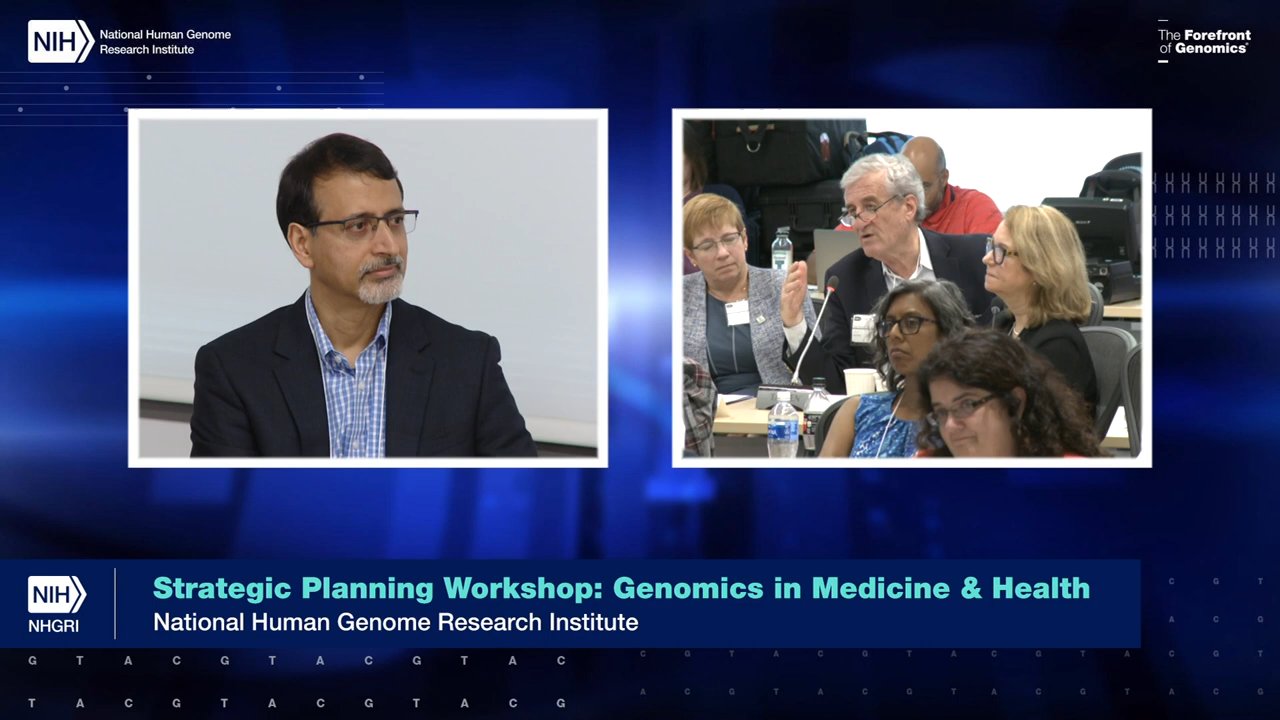 NIH
National Human Genome
Research Institute
The Forefront
of Genomics®
NIH
NHGRI
Strategic Planning Workshop: Genomics in Medicine & Health
National Human Genome Research Institute
G T A C G T A C G T A C
T A C G T A C G T A C G
C G T A C G T A C G T A C G T
A C G T A C G T A C G T A C G
C G T
A C G